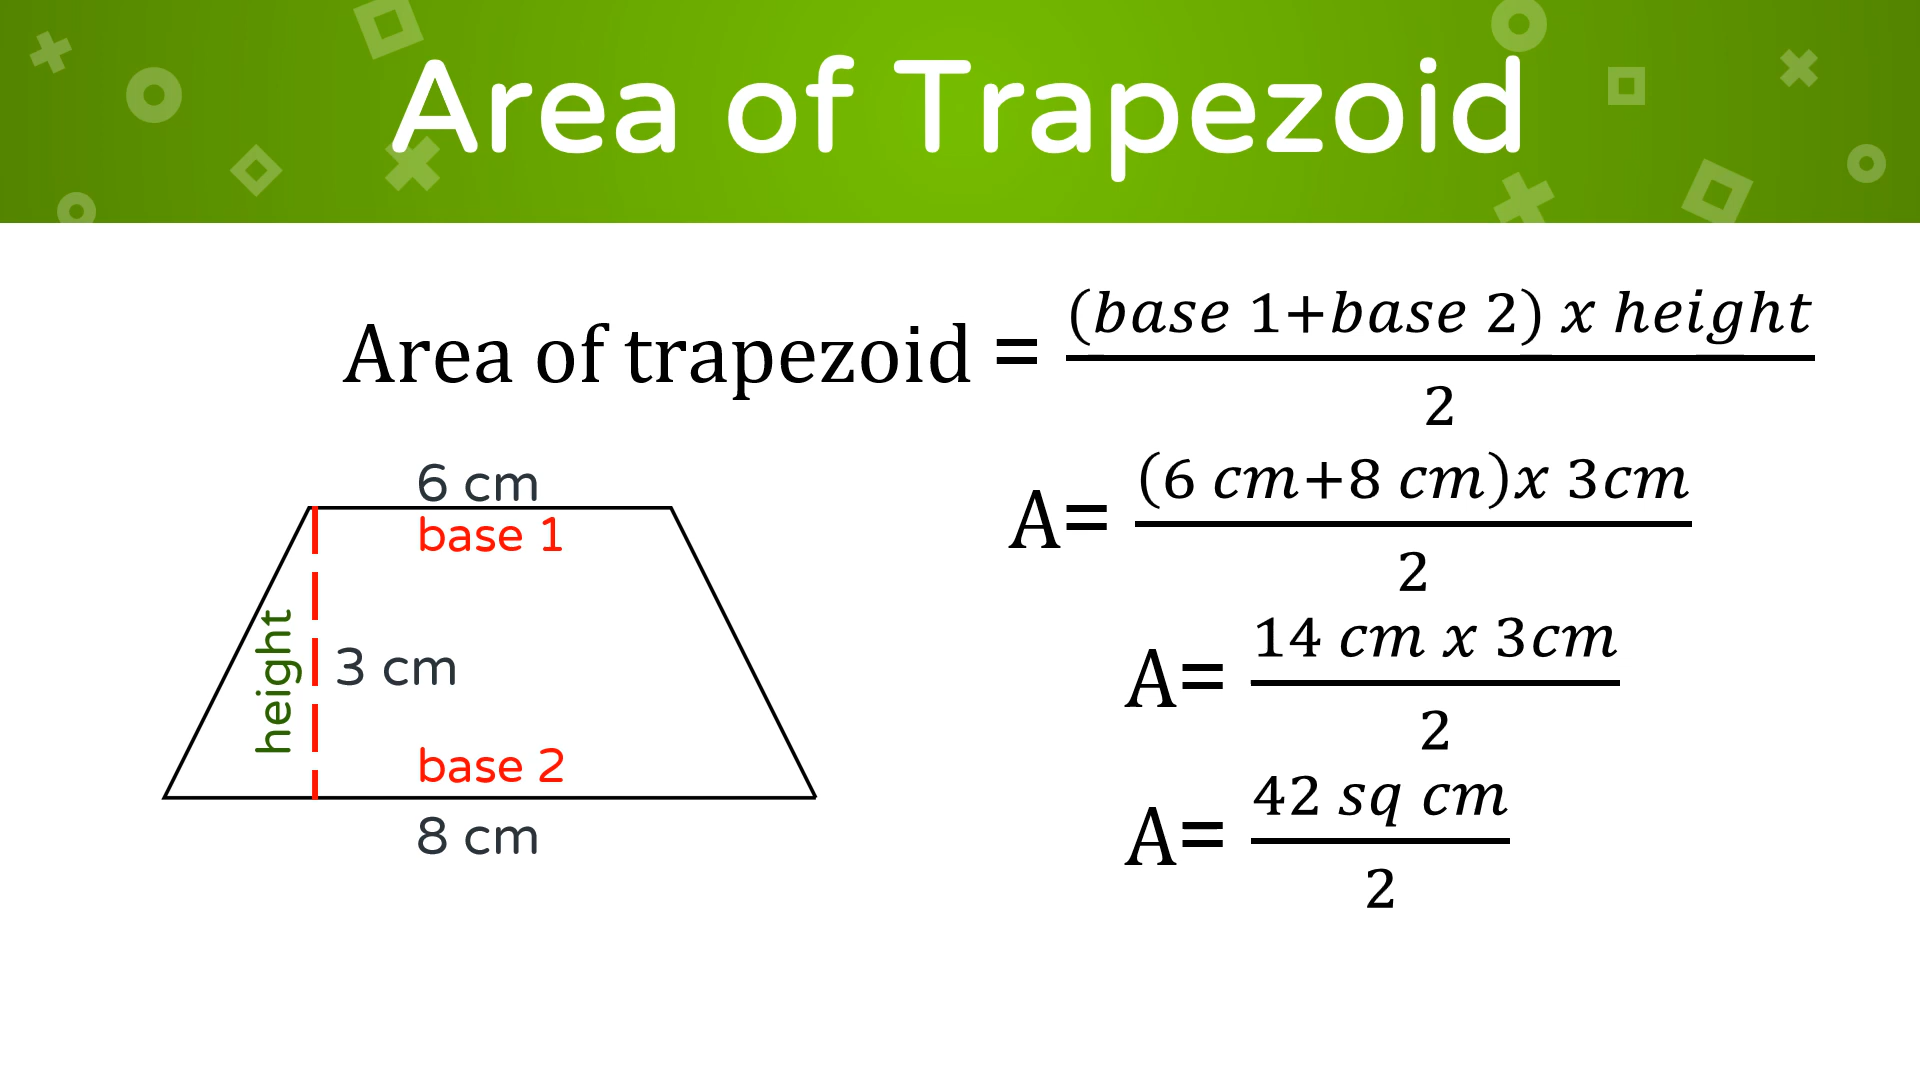 Area of Trapezoid
Area of trapezoid = (base 1+base 2) x height / 2
6 cm
base 1
height
3 cm
base 2
8 cm
A= (6 cm+8 cm)x 3cm / 2
A= 14 cm x 3cm / 2
A= 42 sq cm / 2